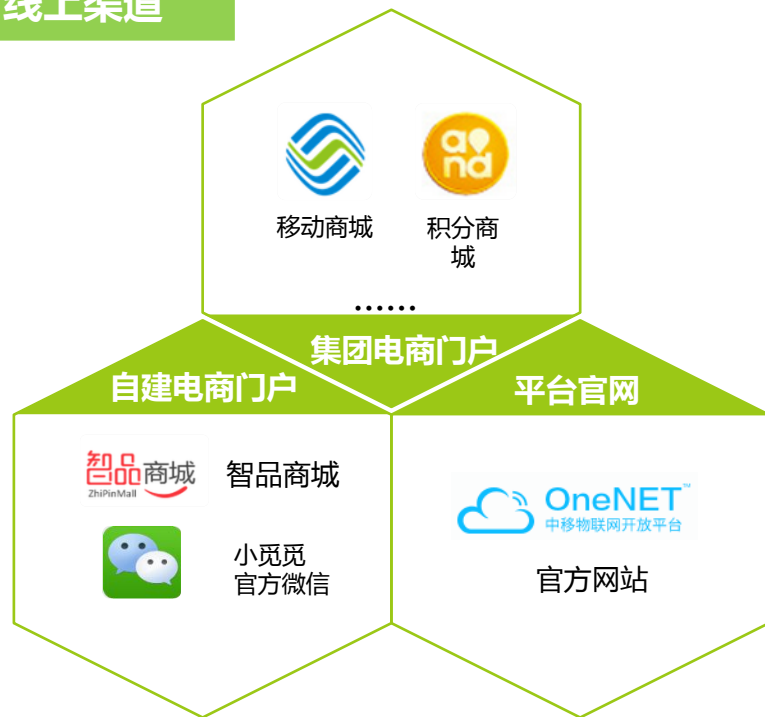 线上渠道
and
移动商城
积分商
城
......
集团电商门户
自建电商门户
平台官网
智品商城
ZhiPinMall
智品商城
小觅觅
官方微信
OneNET™
中移物联网开放平台
官方网站